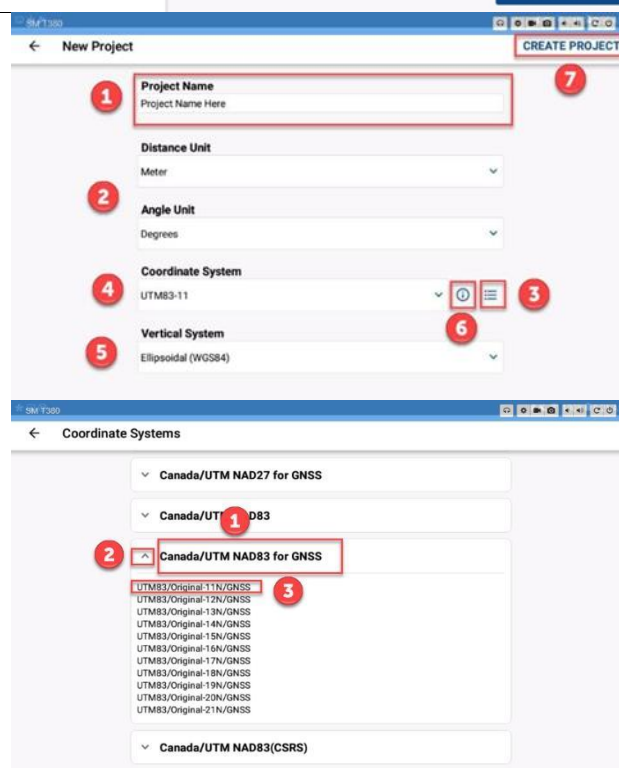 SM T380
New Project
CREATE PROJECT
7
Project Name
1
Project Name Here
Distance Unit
Meter
2
Angle Unit
Degrees
Coordinate System
4
UTM83-11
3
6
Vertical System
5
Ellipsoidal (WGS84)
SM T380
Coordinate Systems
Canada/UTM NAD27 for GNSS
Canada/UT D83
1
2
Canada/UTM NAD83 for GNSS
UTM83/Original-11N/GNSS
3
UTM83/Original-12N/GNSS
UTM83/Original-13N/GNSS
UTM83/Original-14N/GNSS
UTM83/Original-15N/GNSS
UTM83/Original-16N/GNSS
UTM83/Original-17N/GNSS
UTM83/Original-18N/GNSS
UTM83/Original-19N/GNSS
UTM83/Original-20N/GNSS
UTM83/Original-21N/GNSS
Canada/UTM NAD83(CSRS)